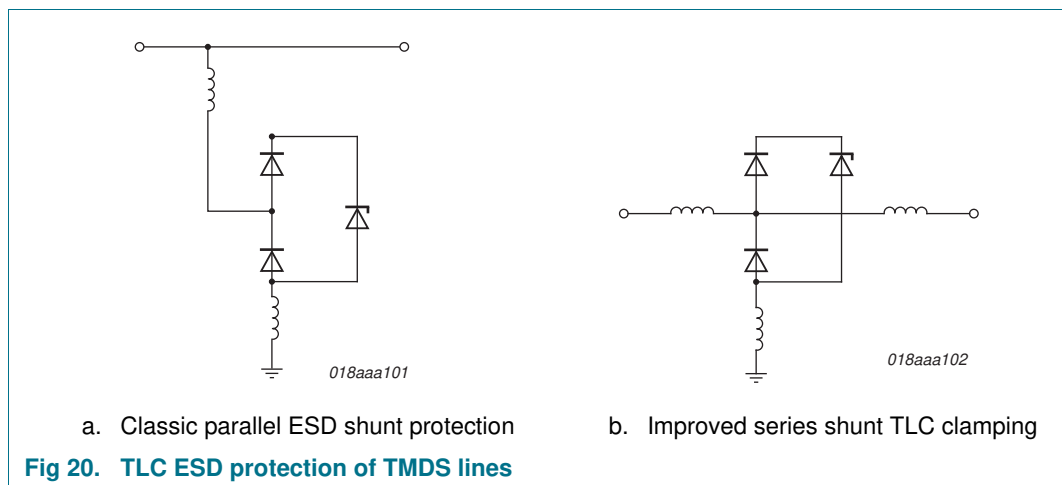 018aaa101
018aaa102
a. Classic parallel ESD shunt protection
b. Improved series shunt TLC clamping
Fig 20. TLC ESD protection of TMDS lines